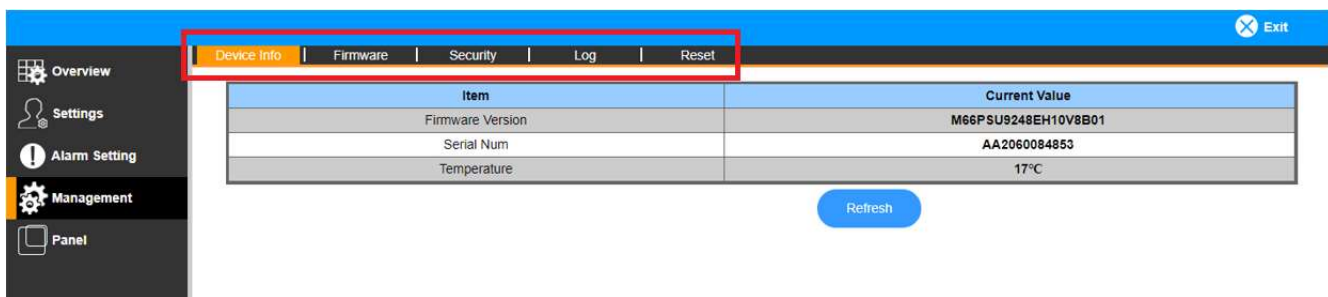 Exit
Device Info | Firmware | Security | Log | Reset
Overview
Settings
Alarm Setting
Management
Panel
Item Current Value
Firmware Version M66PSU9248EH10V8B01
Serial Num AA2060084853
Temperature 17°C
Refresh